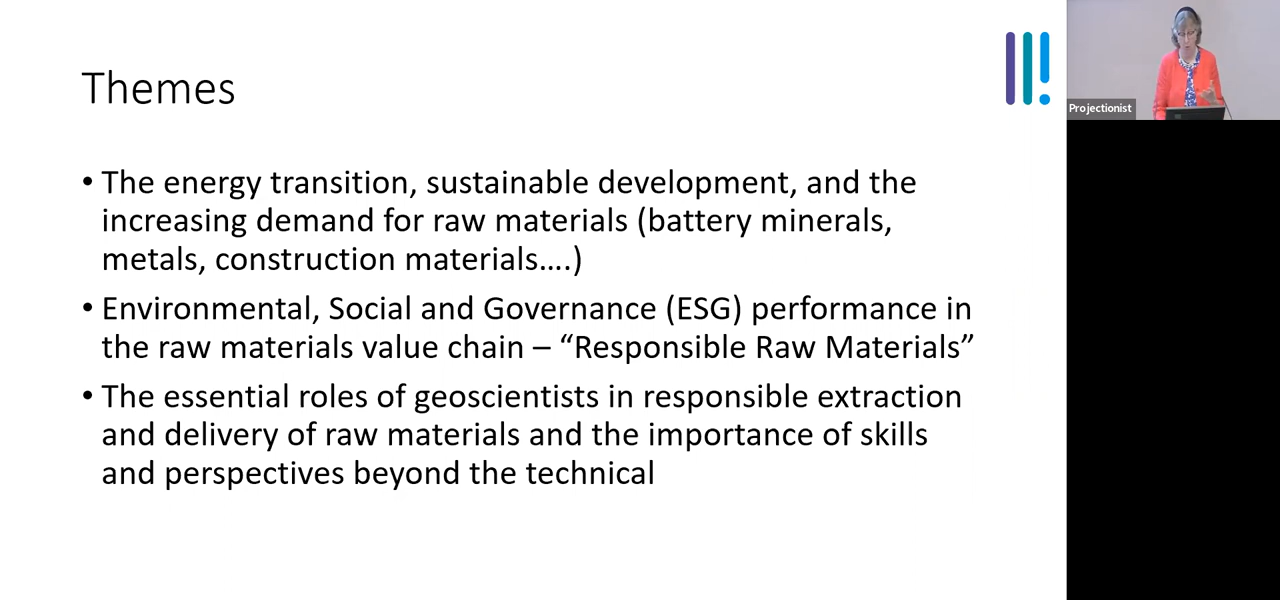 Themes
• The energy transition, sustainable development, and the
increasing demand for raw materials (battery minerals,
metals, construction materials….)
• Environmental, Social and Governance (ESG) performance in
the raw materials value chain – “Responsible Raw Materials”
• The essential roles of geoscientists in responsible extraction
and delivery of raw materials and the importance of skills
and perspectives beyond the technical
Projectionist